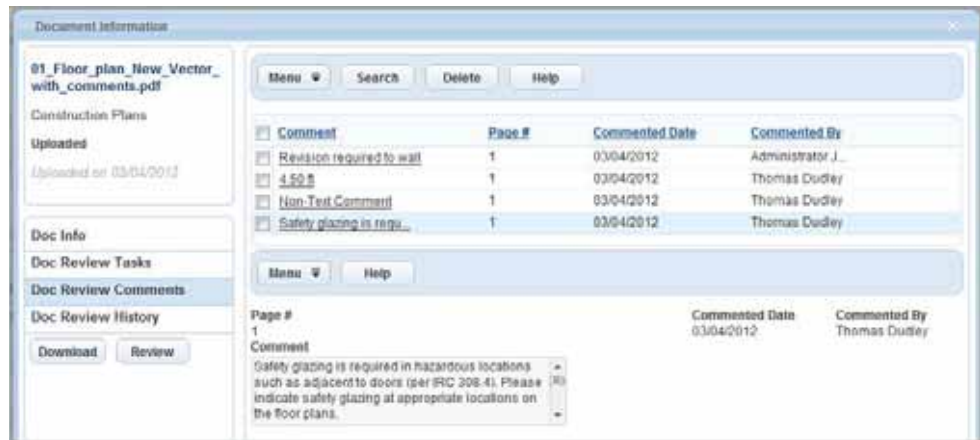 Document Information
01_Floor_plan_New_Vector_
with_comments.pdf
Construction Plans
Uploaded
Uploaded on 03/04/2012
Doc Info
Doc Review Tasks
Doc Review Comments
Doc Review History
Download Review
Menu Search Delete Help
Comment Page # Commented Date Commented By
Revision required to wall 1 03/04/2012 Administrator J...
4.50 ft 1 03/04/2012 Thomas Dudley
Non-Text Comment 1 03/04/2012 Thomas Dudley
Safety glazing is requ... 1 03/04/2012 Thomas Dudley
Menu Help
Page # Commented Date Commented By
1 03/04/2012 Thomas Dudley
Comment
Safety glazing is required in hazardous locations
such as adjacent to doors (per IRC 308.4). Please
indicate safety glazing at appropriate locations on
the floor plans.